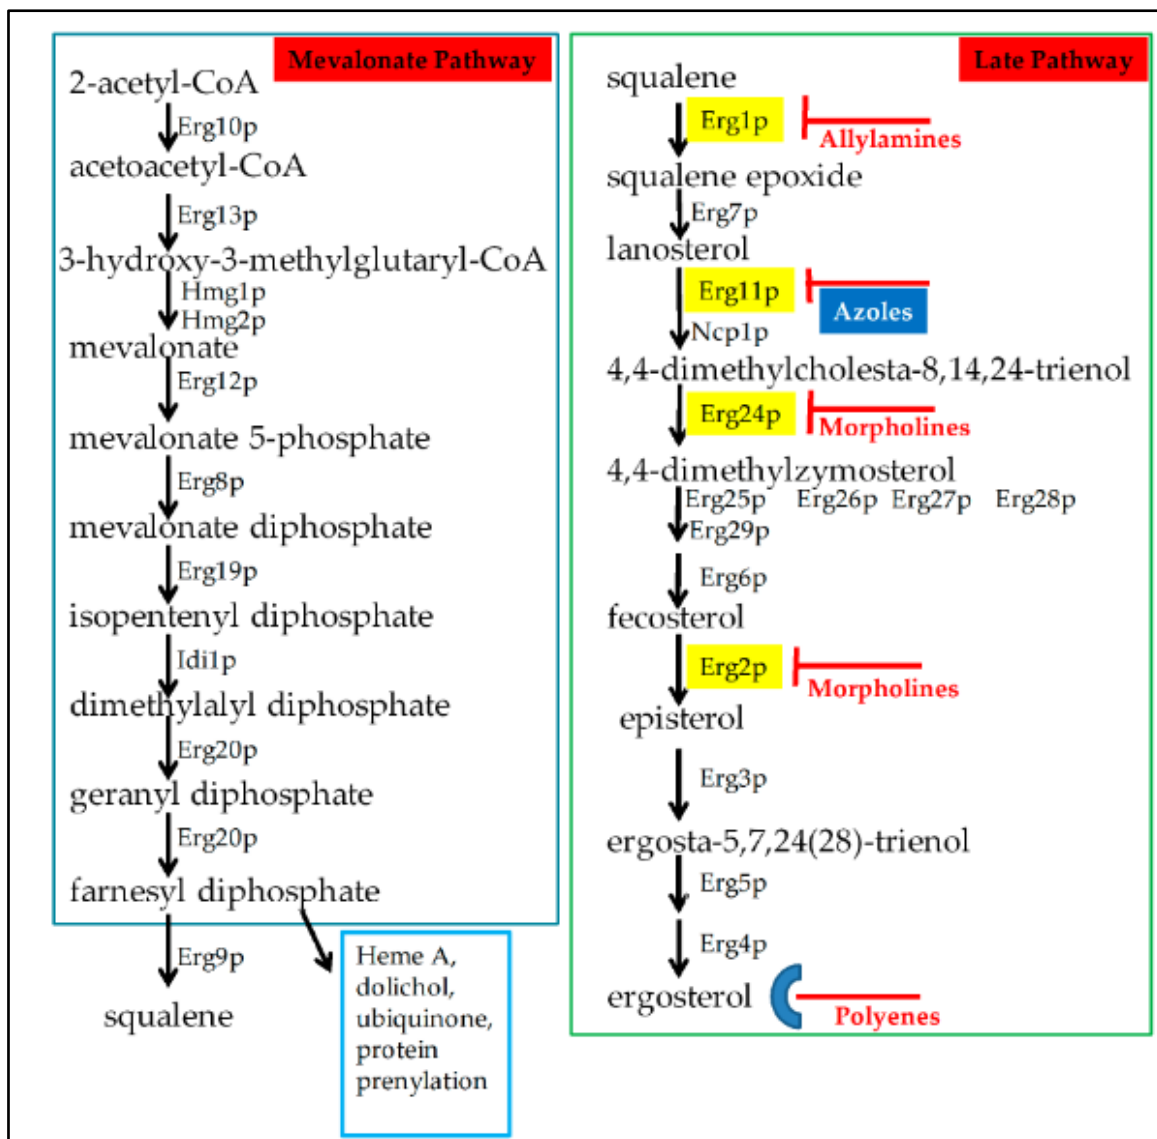 Mevalonate Pathway
2-acetyl-CoA
Erg10p
acetoacetyl-CoA
Erg13p
3-hydroxy-3-methylglutaryl-CoA
Hmg1p
Hmg2p
mevalonate
Erg12p
mevalonate 5-phosphate
Erg8p
mevalonate diphosphate
Erg19p
isopentenyl diphosphate
Idi1p
dimethylalyl diphosphate
Erg20p
geranyl diphosphate
Erg20p
farnesyl diphosphate
Erg9p
squalene
Heme A,
dolichol,
ubiquinone,
protein
prenylation
Late Pathway
squalene
Erg1p
Allylamines
squalene epoxide
Erg7p
lanosterol
Erg11p
Azoles
Ncp1p
4,4-dimethylcholesta-8,14,24-trienol
Erg24p
Morpholines
4,4-dimethylzymosterol
Erg25p Erg26p Erg27p Erg28p
Erg29p
Erg6p
fecosterol
Erg2p
Morpholines
episterol
Erg3p
ergosta-5,7,24(28)-trienol
Erg5p
Erg4p
ergosterol
Polyenes